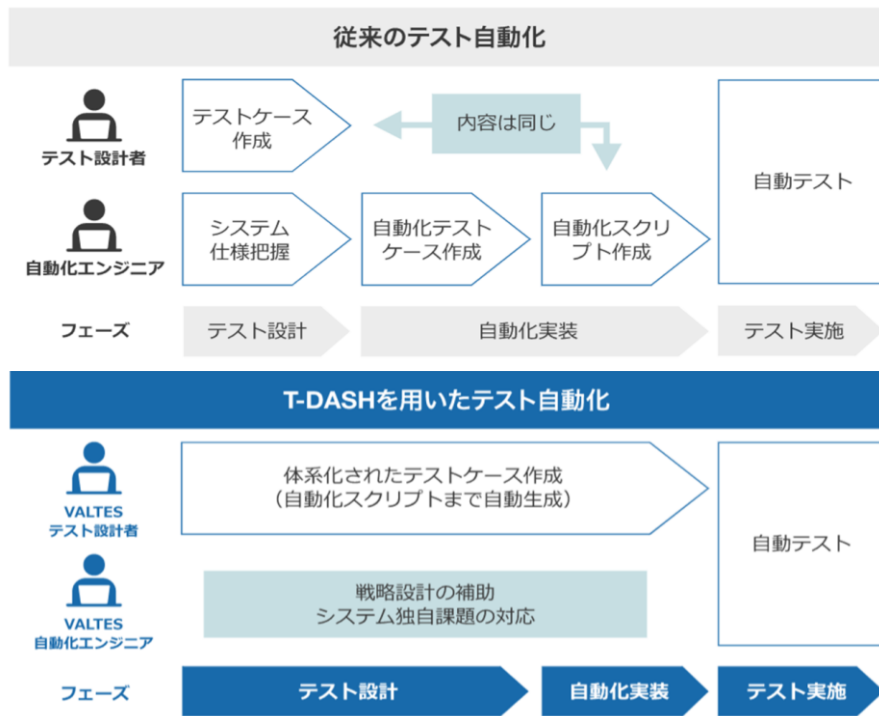 従来のテスト自動化
テスト設計者
テストケース
作成
内容は同じ
自動テスト
自動化エンジニア
システム
仕様把握
自動化テスト
ケース作成
自動化スクリ
プト作成
フェーズ
テスト設計
自動化実装
テスト実施
T-DASHを用いたテスト自動化
VALTES
テスト設計者
体系化されたテストケース作成
（自動化スクリプトまで自動生成）
自動テスト
VALTES
自動化エンジニア
戦略設計の補助
システム独自課題の対応
フェーズ
テスト設計
自動化実装
テスト実施